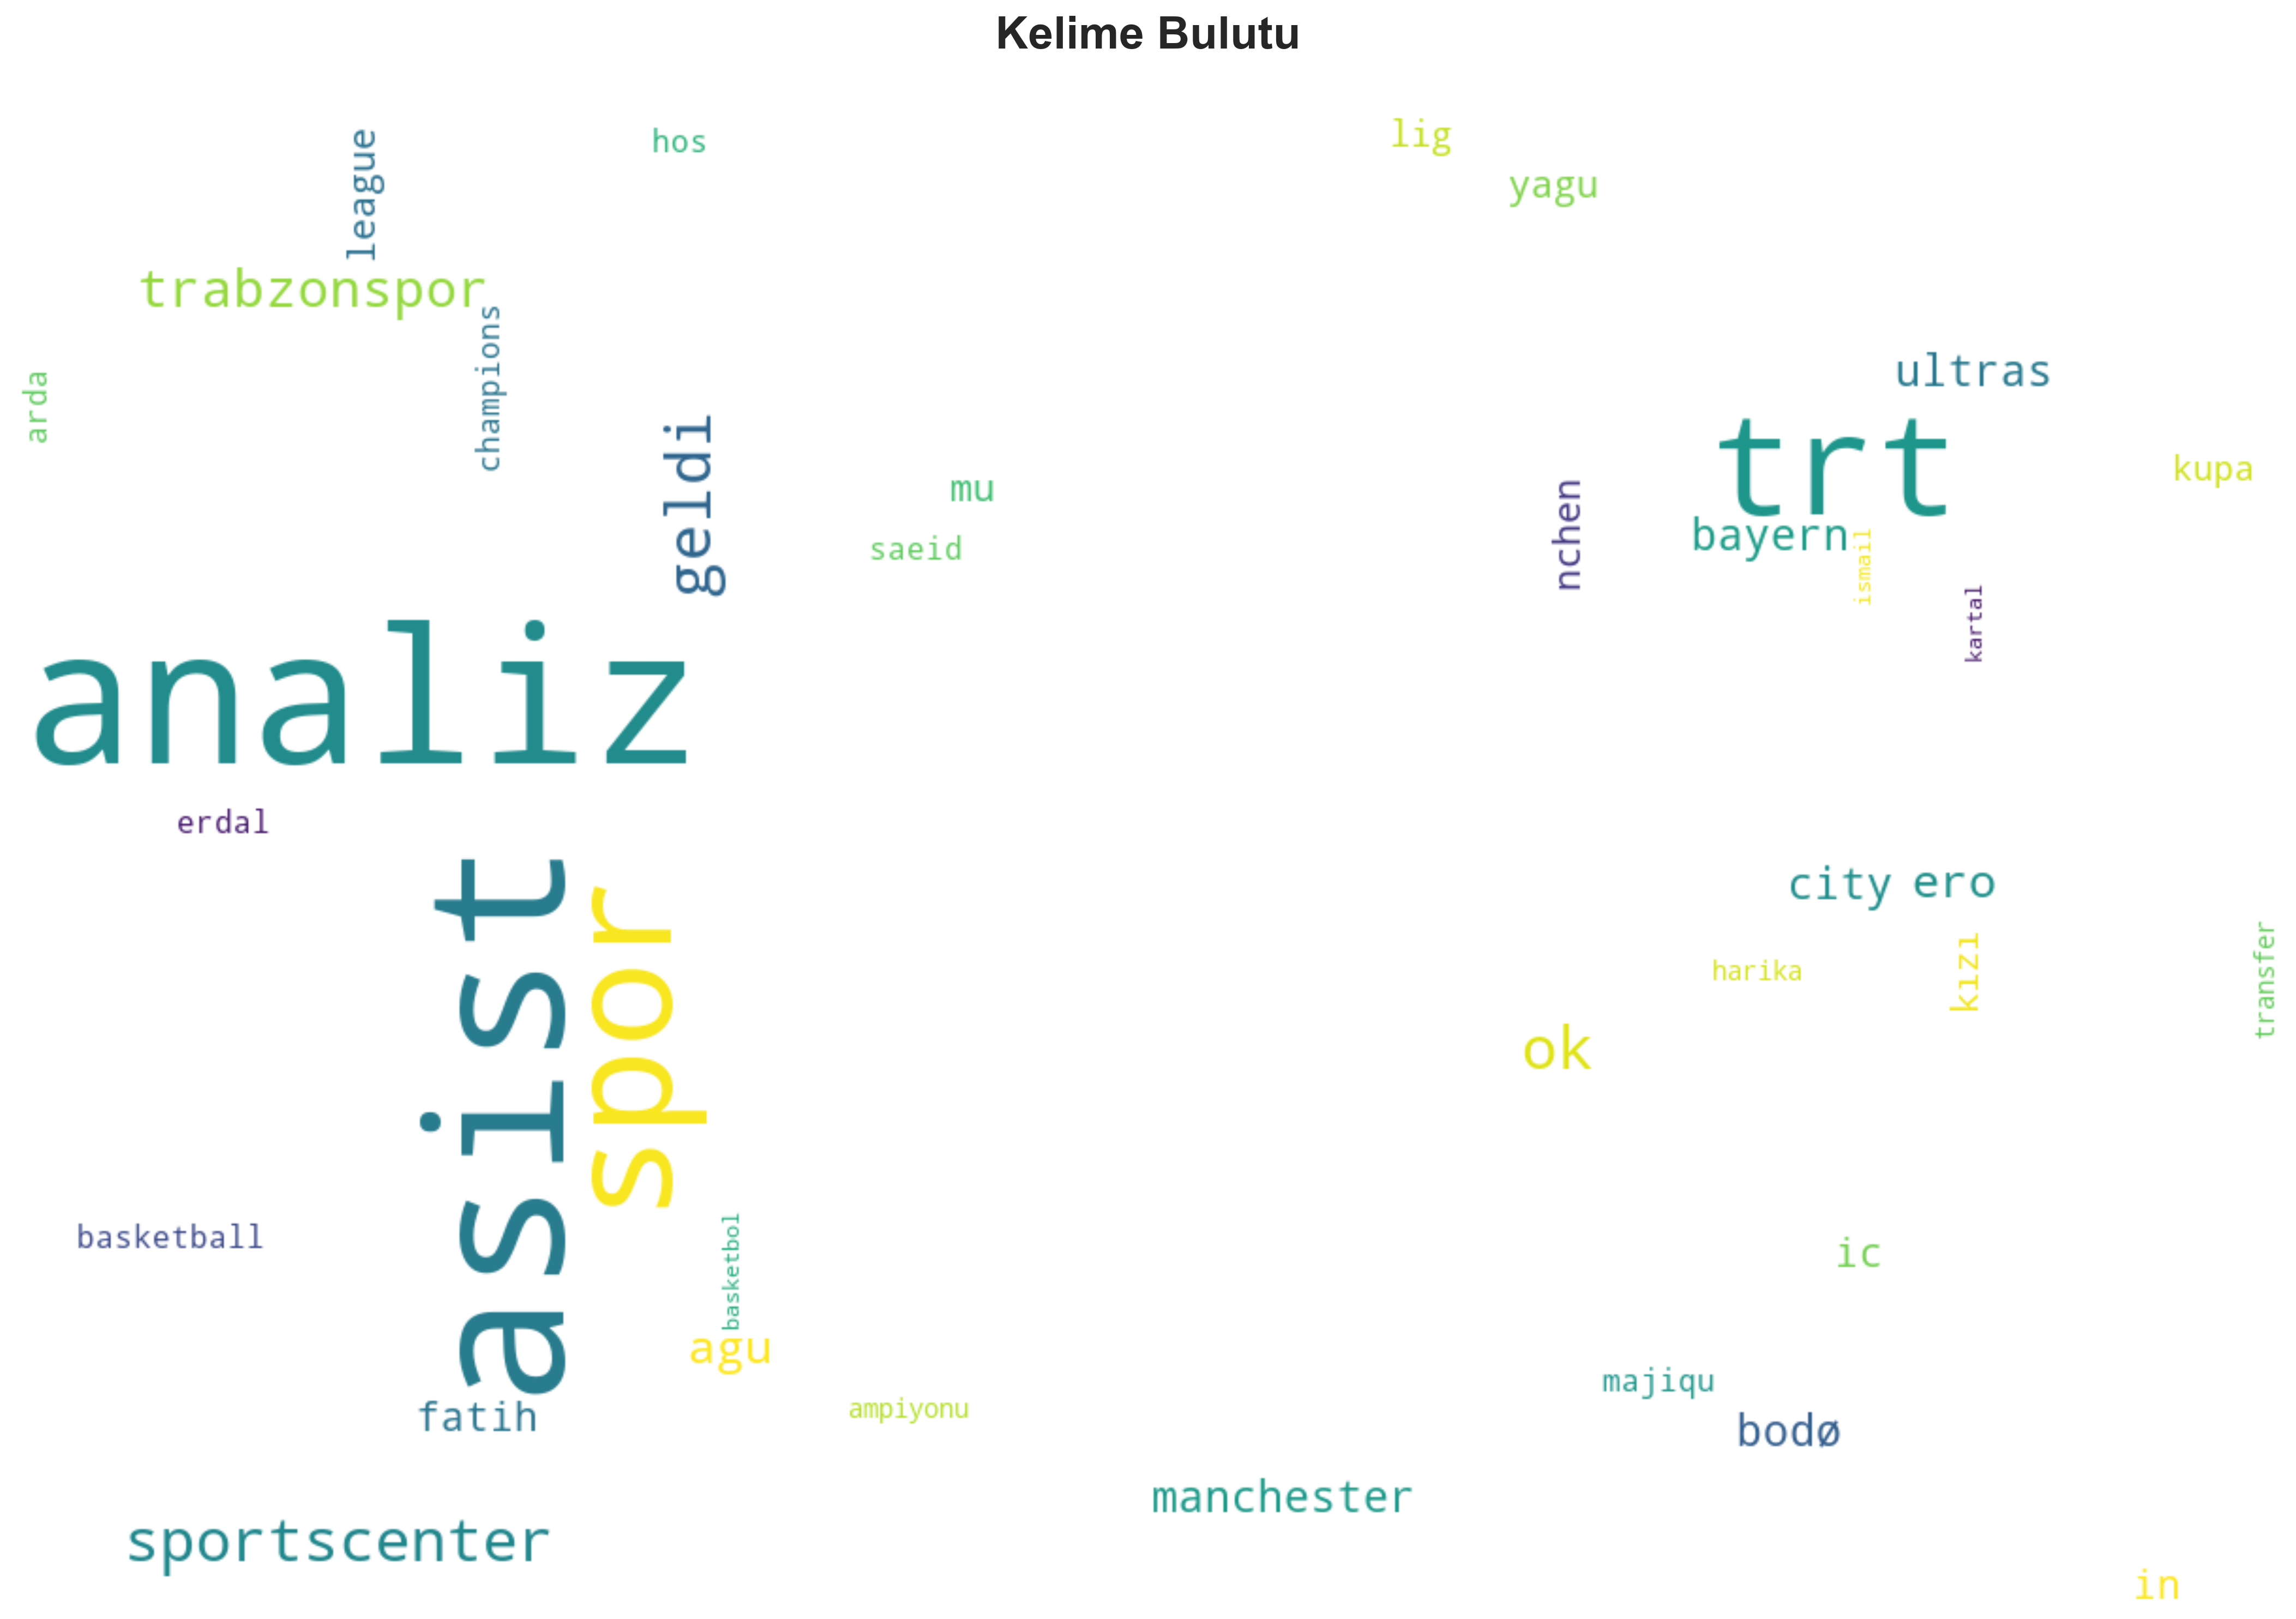 Kelime Bulutu
league
hos
lig
yagu
trabzonspor
champions
arda
ultras
geldi
trt
mu
kupa
nchen
saeid
bayern
ismail
kartal
analiz
erdal
asist
spor
city
ero
harika
kızı
transfer
ok
basketball
basketbol
ic
agu
majiqu
fatih
ampiyonu
bodø
manchester
sportscenter
in